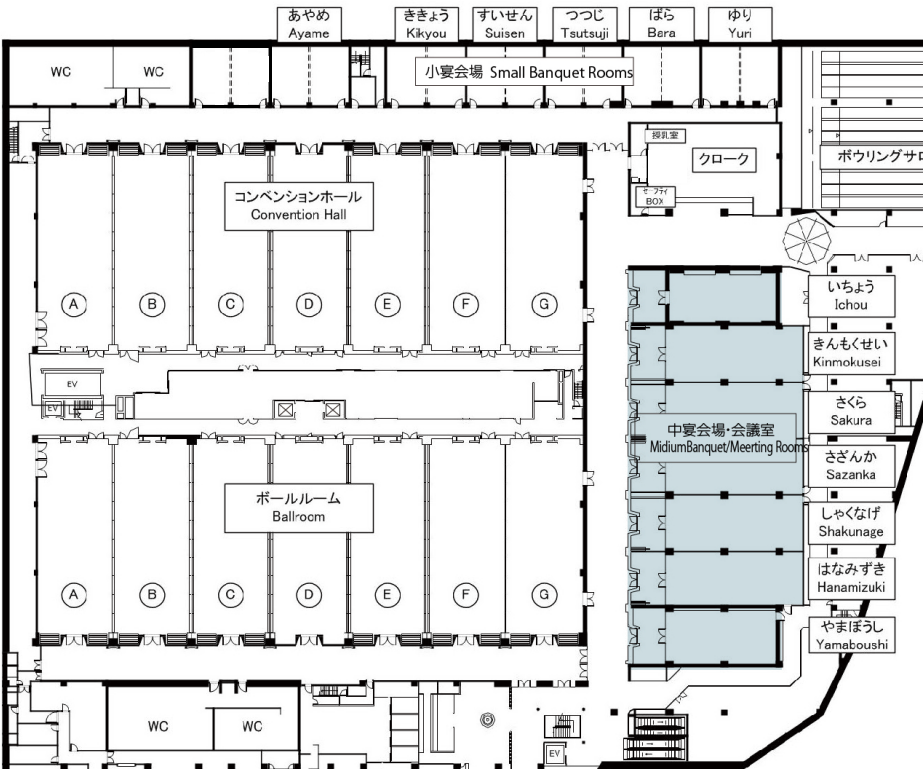 あやめ
Ayame
ききょう
Kikyou
すいせん
Suisen
つつじ
Tsutsuji
ばら
Bara
ゆり
Yuri
WC
WC
小宴会場 Small Banquet Rooms
授乳室
クローク
セーフティ
BOX
ボウリングサロ
コンベンションホール
Convention Hall
A
B
C
D
E
F
G
いちょう
Ichou
きんもくせい
Kinmokusei
EV
EV
さくら
Sakura
中宴会場・会議室
MidiumBanquet/Meerting Rooms
さざんか
Sazanka
ボールルーム
Ballroom
しゃくなげ
Shakunage
はなみずき
Hanamizuki
A
B
C
D
E
F
G
やまぼうし
Yamaboushi
WC
WC
EV